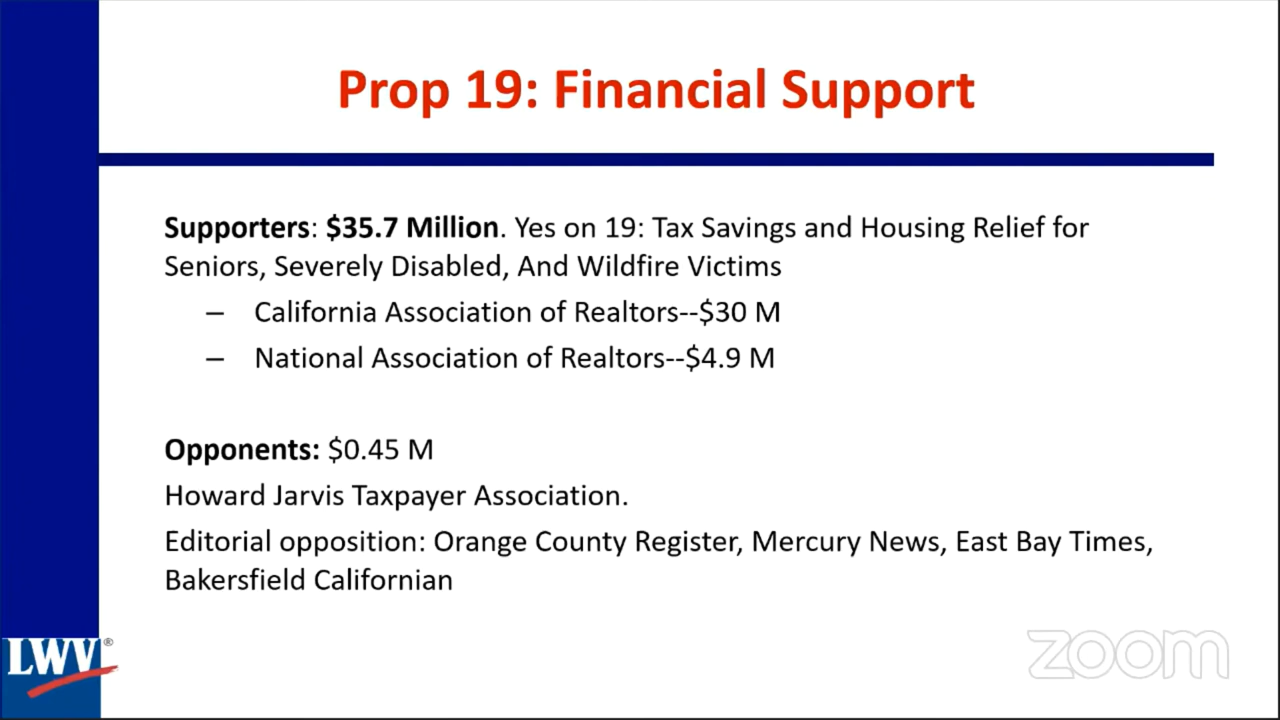 Prop 19: Financial Support
Supporters: $35.7 Million. Yes on 19: Tax Savings and Housing Relief for
Seniors, Severely Disabled, And Wildfire Victims
– California Association of Realtors--$30 M
– National Association of Realtors--$4.9 M
Opponents: $0.45 M
Howard Jarvis Taxpayer Association.
Editorial opposition: Orange County Register, Mercury News, East Bay Times,
Bakersfield Californian
LWV®
zoom